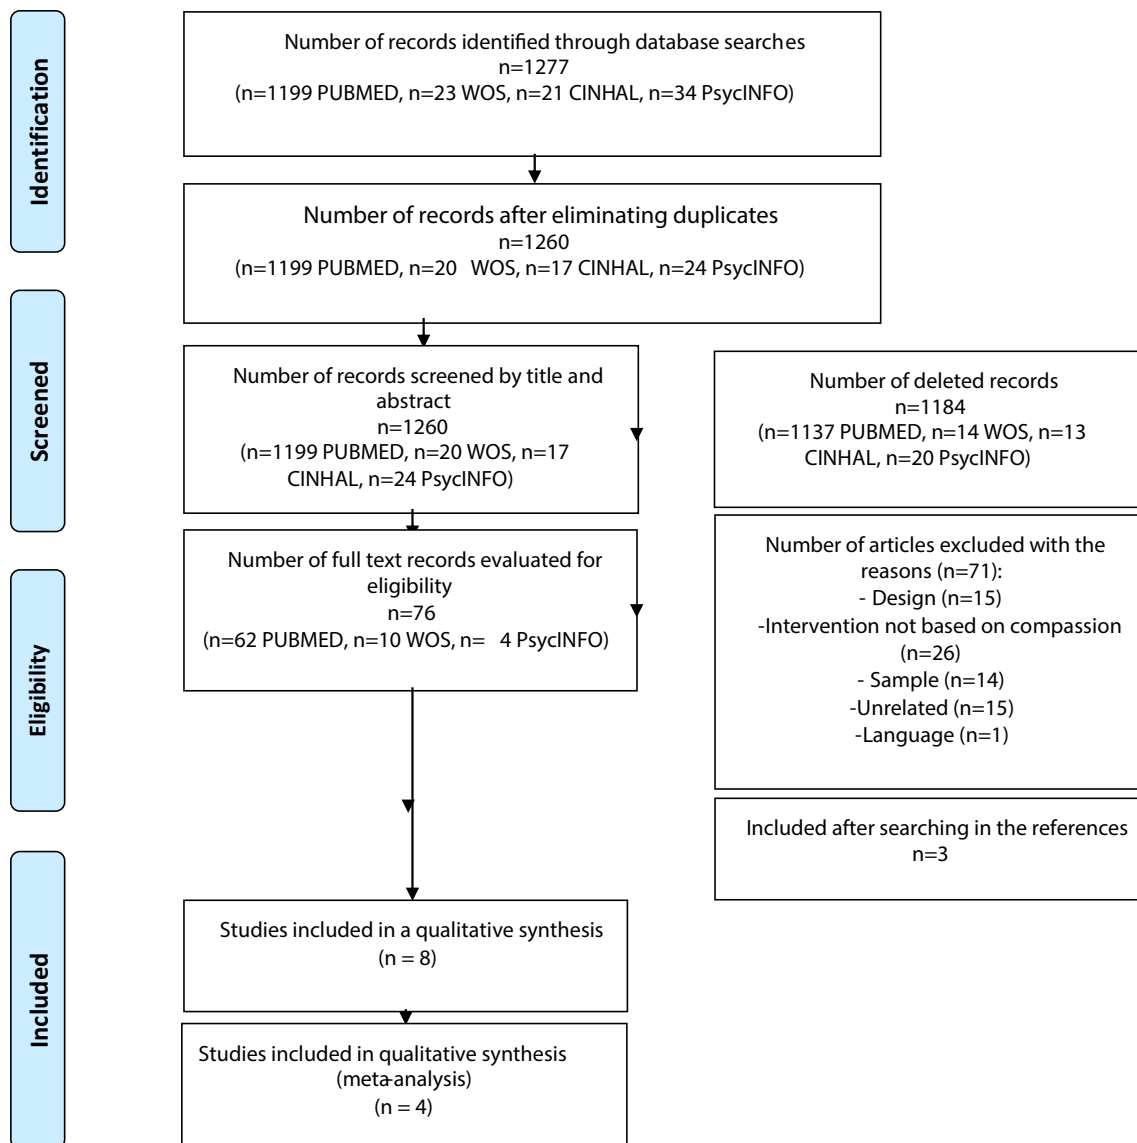 Identification
Number of records identified through database searches
n=1277
(n=1199 PUBMED, n=23 WOS, n=21 CINHAL, n=34 PsycINFO)
Number of records after eliminating duplicates
n=1260
(n=1199 PUBMED, n=20 WOS, n=17 CINHAL, n=24 PsycINFO)
Screened
Number of records screened by title and
abstract
n=1260
(n=1199 PUBMED, n=20 WOS, n=17
CINHAL, n=24 PsycINFO)
Number of deleted records
n=1184
(n=1137 PUBMED, n=14 WOS, n=13
CINHAL, n=20 PsycINFO)
Eligibility
Number of full text records evaluated for
eligibility
n=76
(n=62 PUBMED, n=10 WOS, n= 4 PsycINFO)
Number of articles excluded with the
reasons (n=71):
- Design (n=15)
-Intervention not based on compassion
(n=26)
- Sample (n=14)
-Unrelated (n=15)
-Language (n=1)
Included after searching in the references
n=3
Included
Studies included in a qualitative synthesis
(n = 8)
Studies included in qualitative synthesis
(meta-analysis)
(n = 4)